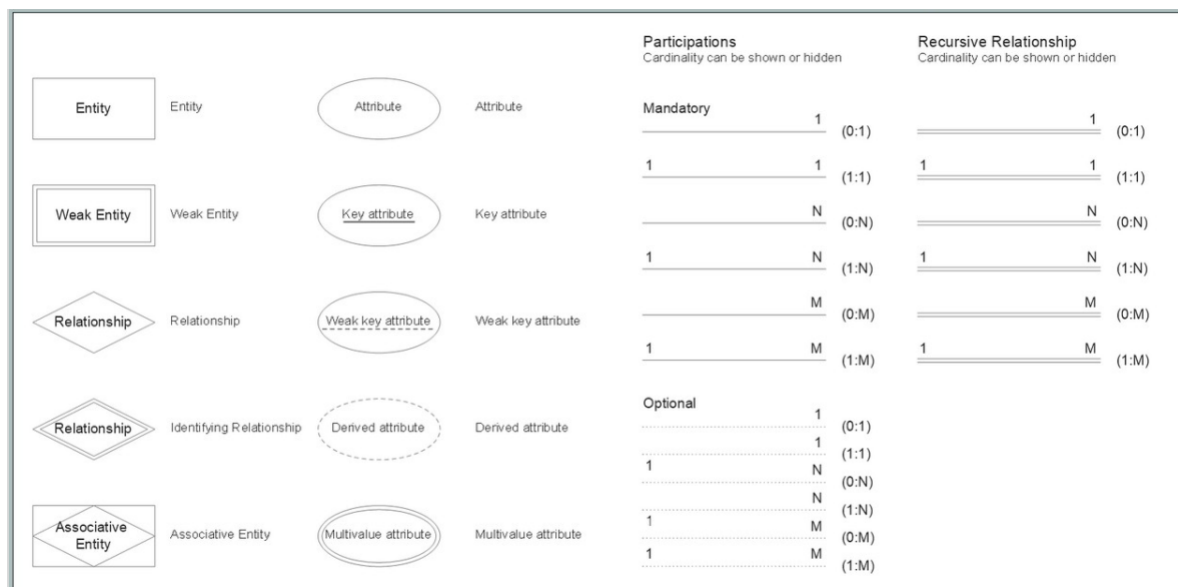 Entity
Entity
Attribute
Attribute
Weak Entity
Weak Entity
Key attribute
Key attribute
Relationship
Relationship
Weak key attribute
Weak key attribute
Relationship
Identifying Relationship
Derived attribute
Derived attribute
Associative
Entity
Associative Entity
Multivalue attribute
Multivalue attribute
Participations
Cardinality can be shown or hidden
Mandatory
1
(0:1)
1 1
(1:1)
N
(0:N)
1 N
(1:N)
M
(0:M)
1 M
(1:M)
Optional
1
(0:1)
1
(1:1)
1 N
(0:N)
N
(1:N)
1 M
(0:M)
1 M
(1:M)
Recursive Relationship
Cardinality can be shown or hidden
1
(0:1)
1 1
(1:1)
N
(0:N)
1 N
(1:N)
M
(0:M)
1 M
(1:M)